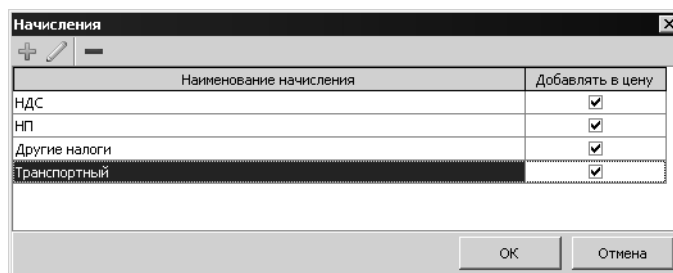 Начисления
Наименование начисления Добавлять в цену
НДС
НП
Другие налоги
Транспортный
ОК Отмена